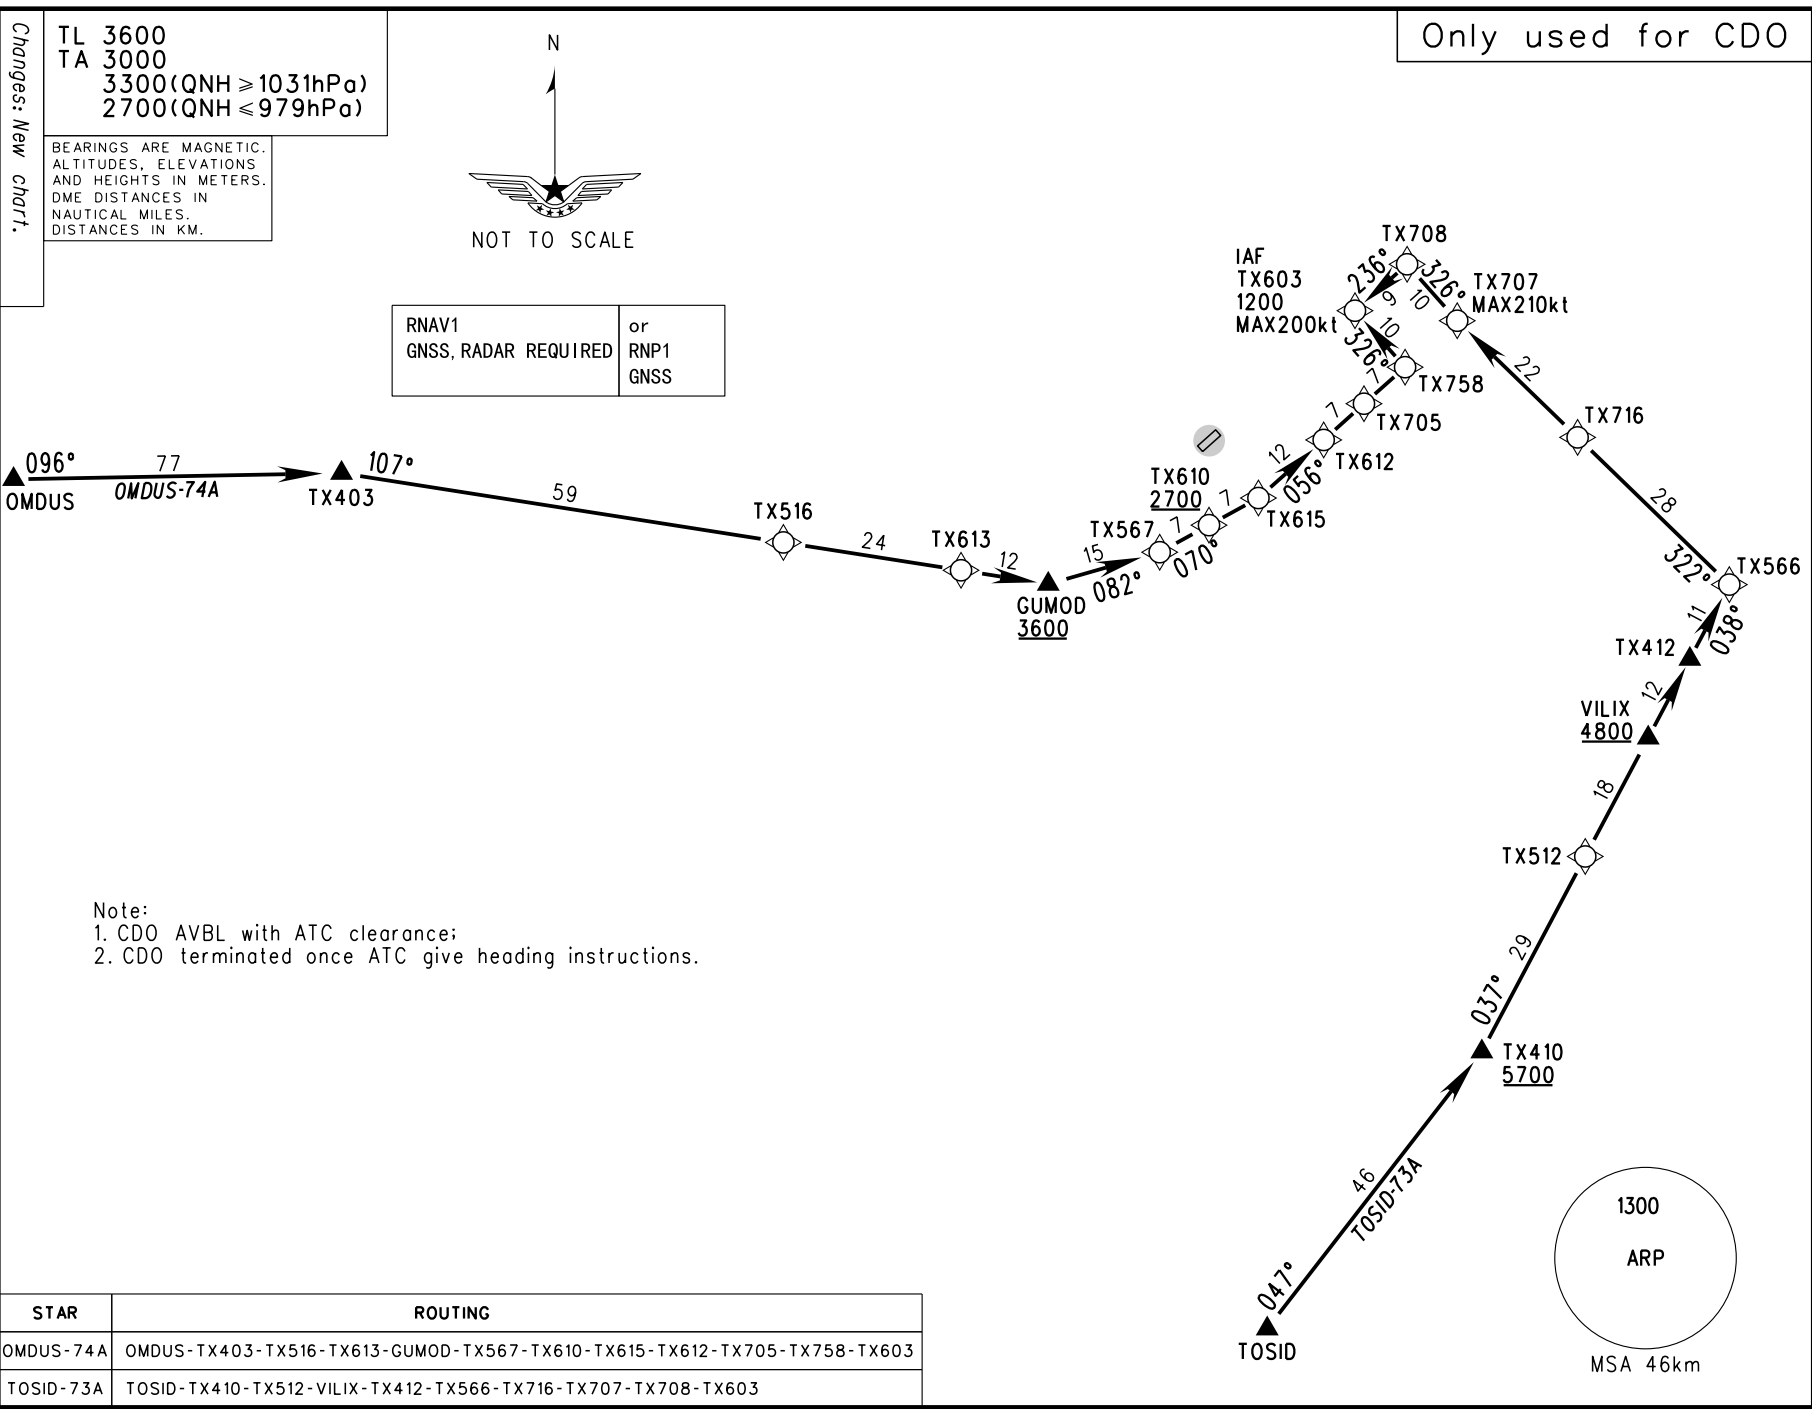 Changes: New chart.
TL 3600
TA 3000
3300(QNH ≥ 1031hPa)
2700(QNH ≤ 979hPa)
BEARINGS ARE MAGNETIC.
ALTITUDES, ELEVATIONS
AND HEIGHTS IN METERS.
DME DISTANCES IN
NAUTICAL MILES.
DISTANCES IN KM.
N
NOT TO SCALE
Only used for CDO
RNAV1
GNSS, RADAR REQUIRED
or
RNP1
GNSS
TX708
IAF
TX603
1200
MAX200kt
236°
9
326°
10
TX707
MAX210kt
10
326°
TX758
22
7
TX705
TX716
7
TX612
096°
77
OMDUS-74A
OMDUS
107°
TX403
59
TX516
24
TX613
12
GUMOD
3600
15
082°
TX567
7
070°
TX610
2700
7
TX615
12
056°
28
322°
TX566
11
038°
TX412
12
VILIX
4800
18
TX512
29
037°
TX410
5700
46
TOSID-73A
047°
TOSID
Note:
1. CDO AVBL with ATC clearance;
2. CDO terminated once ATC give heading instructions.
1300
ARP
MSA 46km
STAR ROUTING
OMDUS-74A OMDUS-TX403-TX516-TX613-GUMOD-TX567-TX610-TX615-TX612-TX705-TX758-TX603
TOSID-73A TOSID-TX410-TX512-VILIX-TX412-TX566-TX716-TX707-TX708-TX603